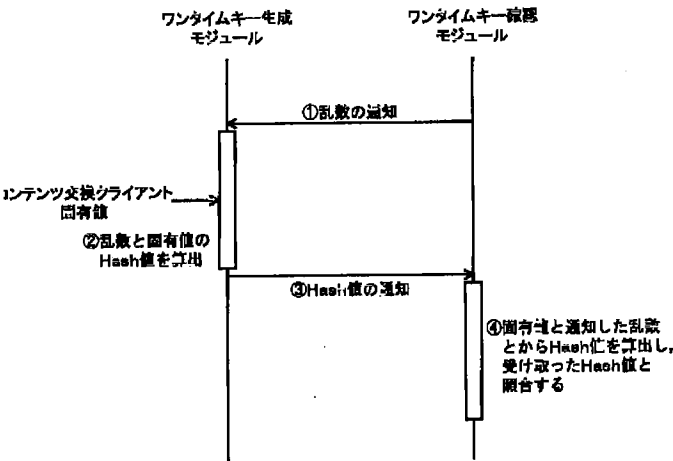 ワンタイムキー生成
モジュール
ワンタイムキー確認
モジュール
①乱数の通知
コンテンツ交換クライアント
固有値
②乱数と固有値の
Hash値を算出
③Hash値の通知
④固有値と通知した乱数
とからHash値を算出し,
受け取ったHash値と
照合する